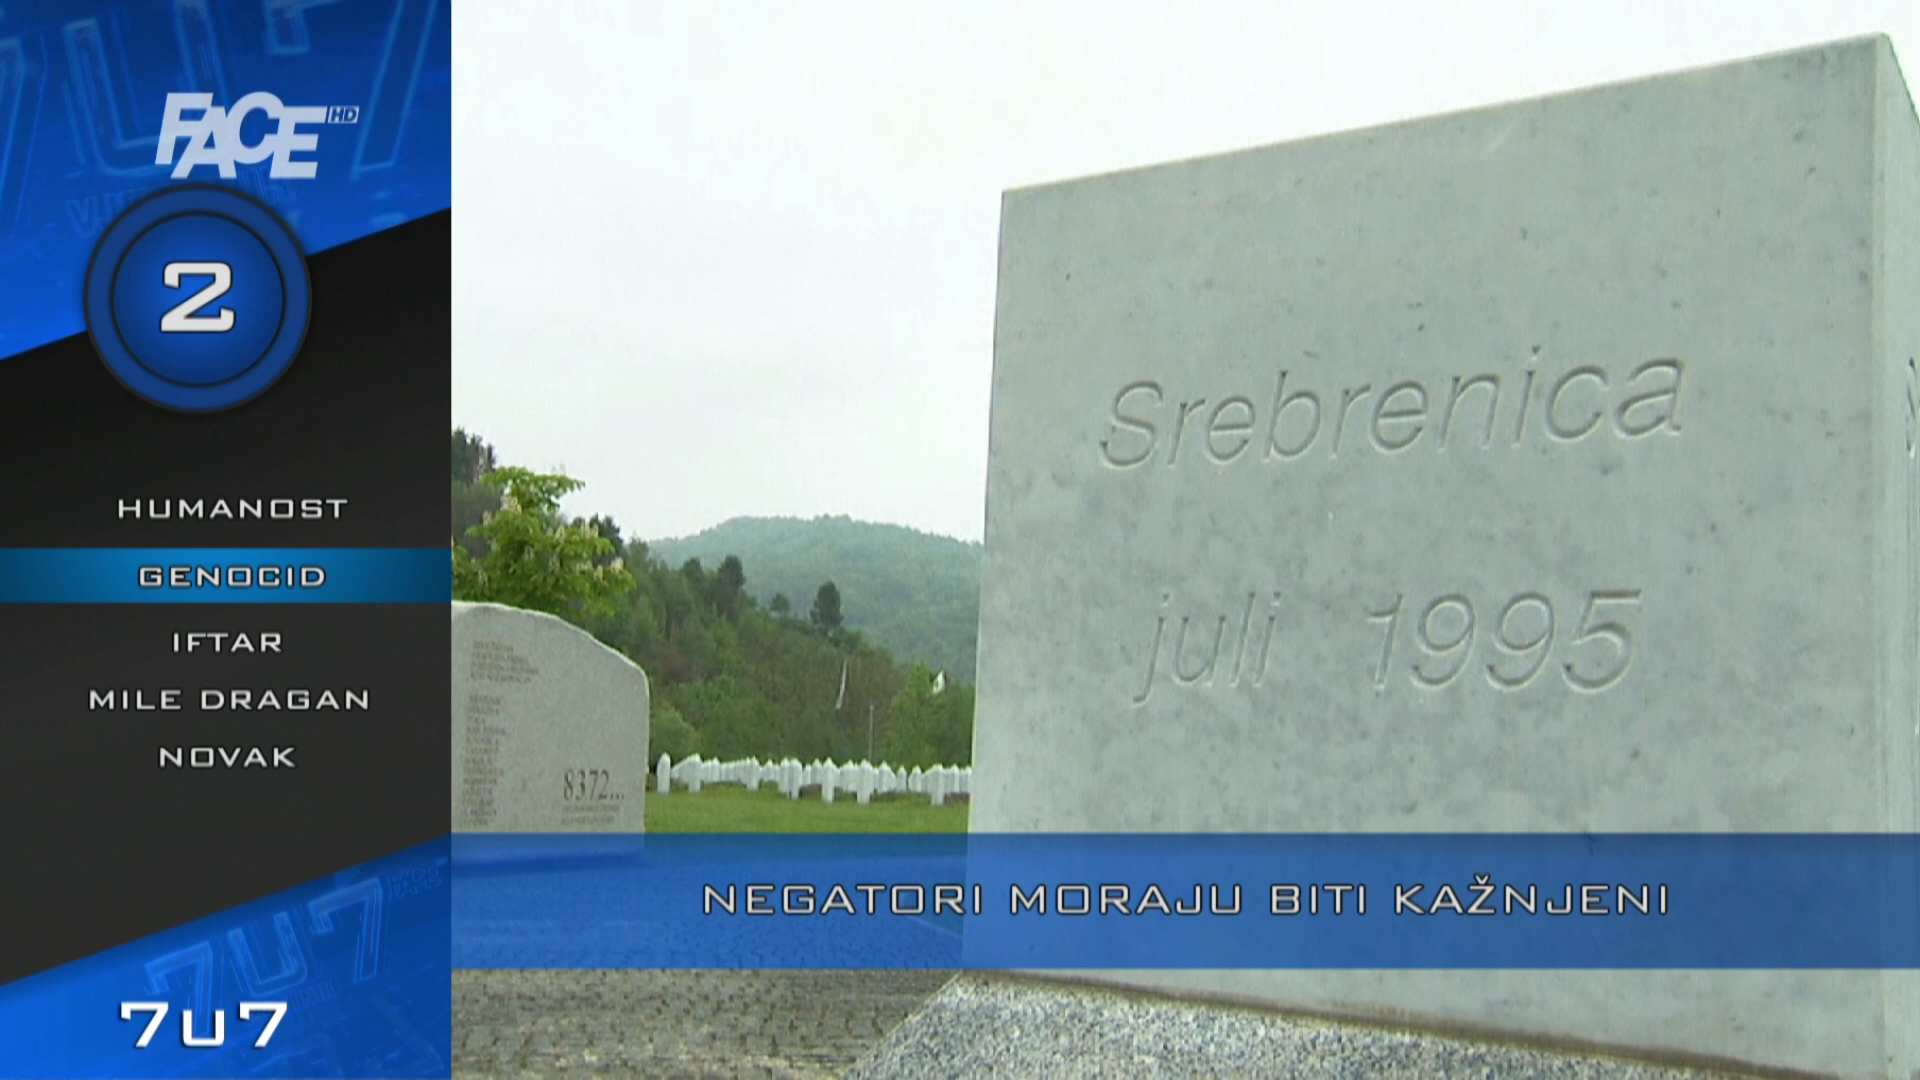 FACE HD
2
HUMANOST
GENOCID
IFTAR
MILE DRAGAN
NOVAK
7u7
Srebrenica
juli 1995
8372...
NEGATORI MORAJU BITI KAŽNJENI